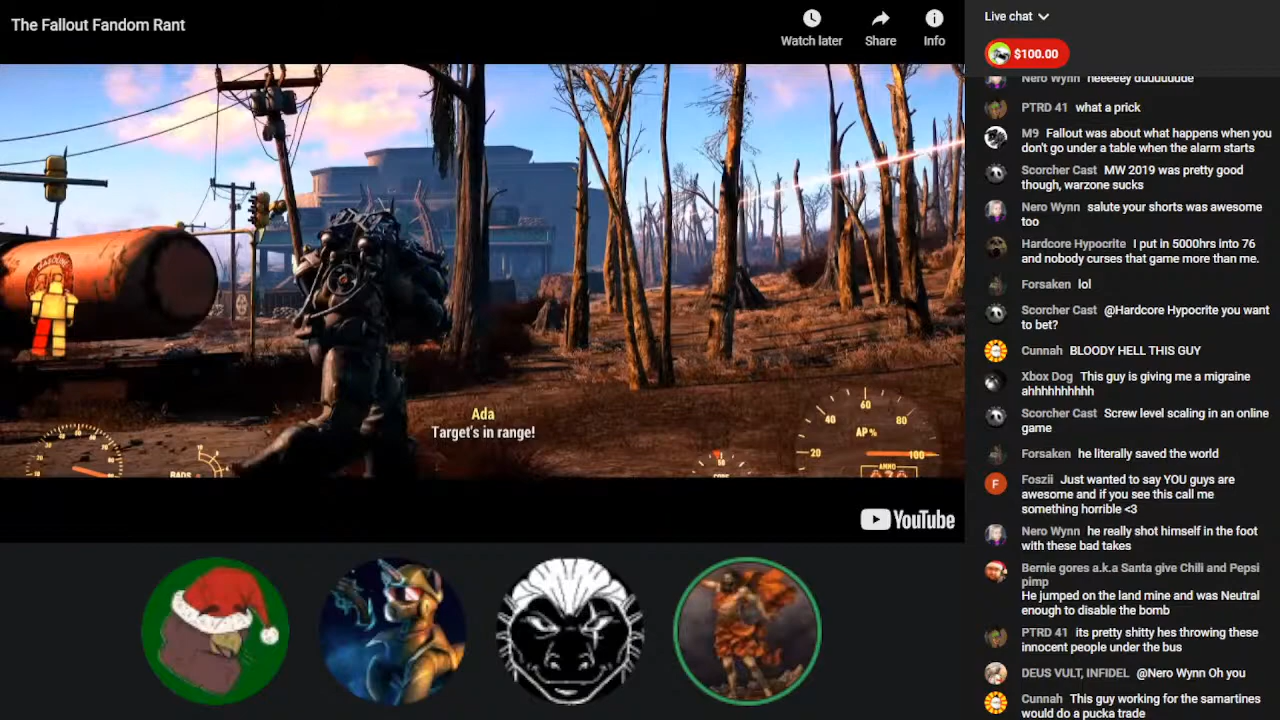 The Fallout Fandom Rant
Watch later
Share
Info
Live chat
$100.00
Nero Wynn heeeeey duuuuuude
PTRD 41 what a prick
M9 Fallout was about what happens when you
don't go under a table when the alarm starts
Scorcher Cast MW 2019 was pretty good
though, warzone sucks
Nero Wynn salute your shorts was awesome
too
Hardcore Hypocrite I put in 5000hrs into 76
and nobody curses that game more than me.
Forsaken lol
Scorcher Cast @Hardcore Hypocrite you want
to bet?
Cunnah BLOODY HELL THIS GUY
Xbox Dog This guy is giving me a migraine
ahhhhhhhhhh
Scorcher Cast Screw level scaling in an online
game
Forsaken he literally saved the world
F
Foszii Just wanted to say YOU guys are
awesome and if you see this call me
something horrible <3
Nero Wynn he really shot himself in the foot
with these bad takes
Bernie gores a.k.a Santa give Chili and Pepsi
pimp
He jumped on the land mine and was Neutral
enough to disable the bomb
PTRD 41 its pretty shitty hes throwing these
innocent people under the bus
DEUS VULT, INFIDEL @Nero Wynn Oh you
Cunnah This guy working for the samartines
would do a pucka trade
Ada
Target's in range!
RADS
20
40
60
80
100
AP %
AMMO
YouTube